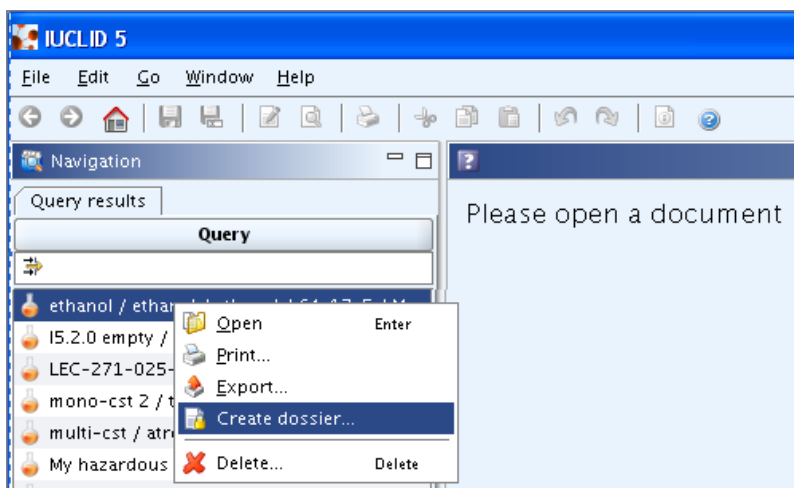 IUCLID 5
File Edit Go Window Help
Navigation
Query results
Please open a document
Query
ethanol / ethan
I5.2.0 empty /
LEC-271-025-
mono-cst 2 / t
multi-cst / atr
My hazardous
Open Enter
Print...
Export...
Create dossier...
Delete... Delete